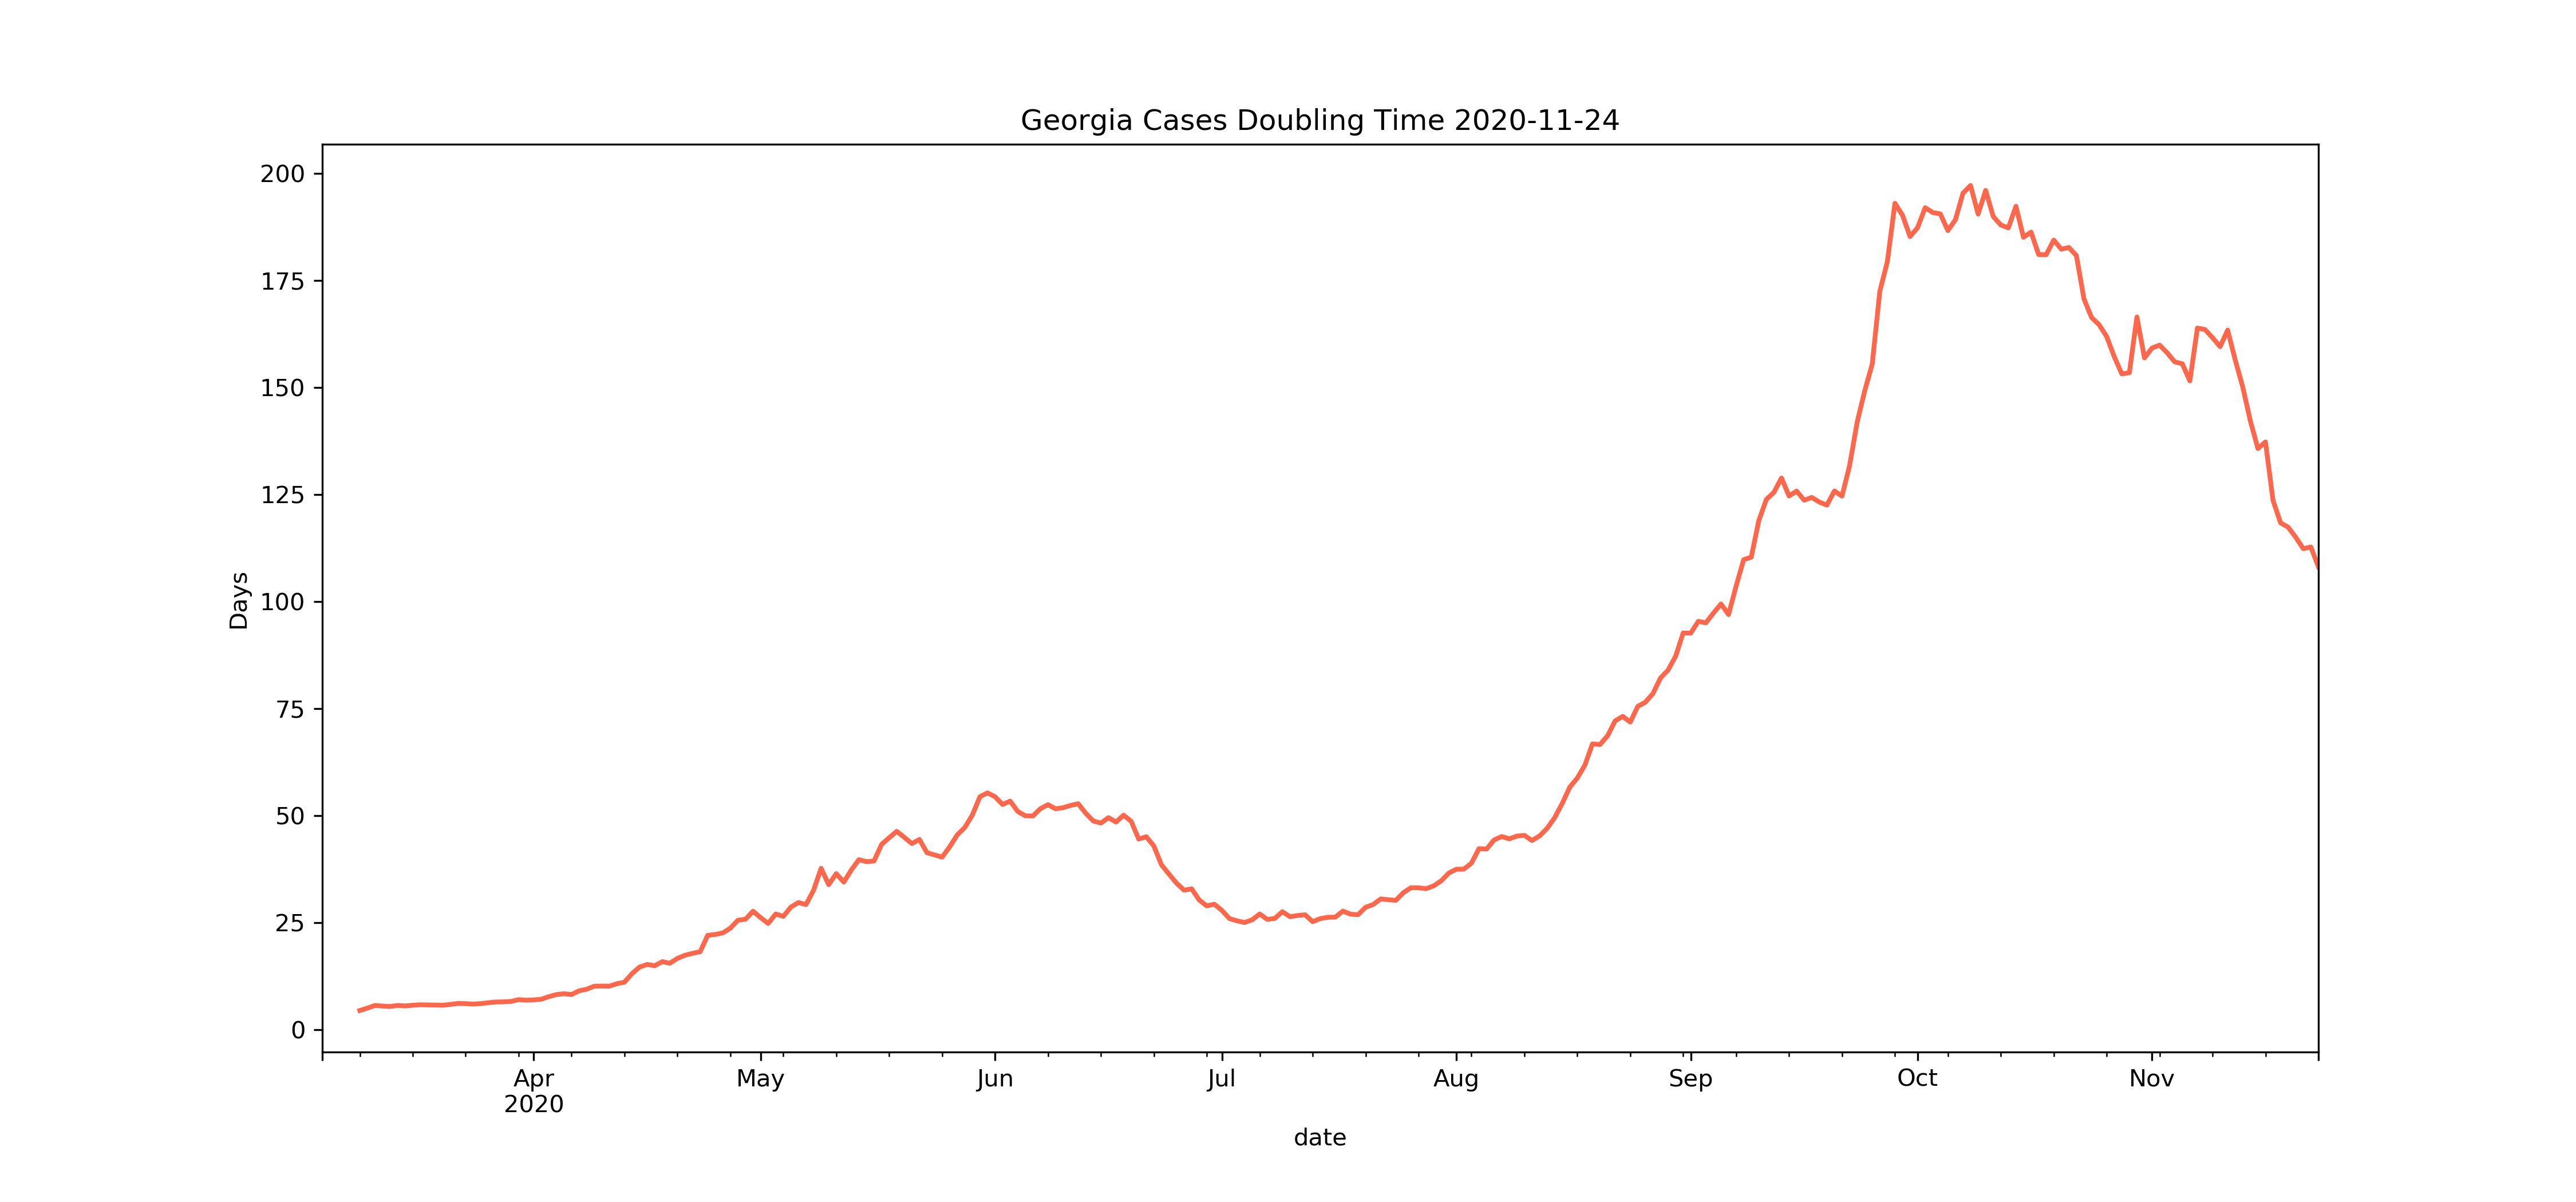 Georgia Cases Doubling Time 2020-11-24
200
175
150
125
100
75
50
25
0
Days
Apr May Jun Jul Aug Sep Oct Nov
2020
date